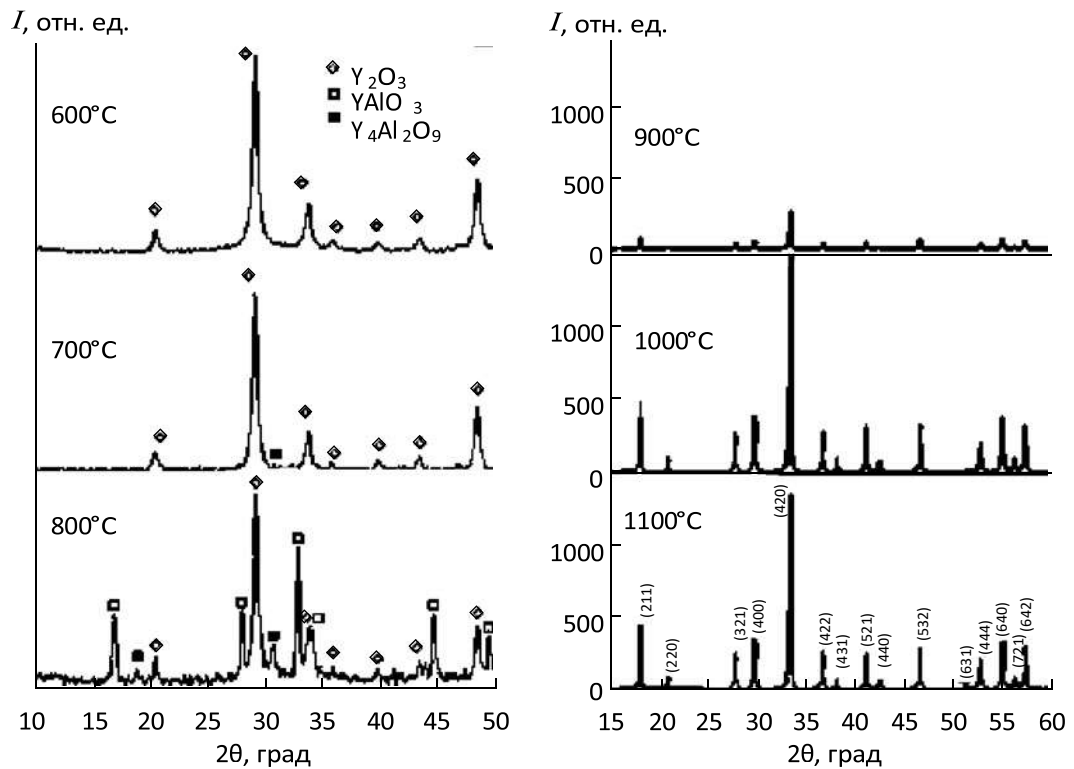 I, отн. ед.
600°C
Y2O3
YAlO 3
Y4Al2O9
700°C
800°C
10 15 20 25 30 35 40 45 50
2θ, град
I, отн. ед.
1000
900°C
500
0
1000
1000°C
500
0
1100°C
1000
500
0
(211)
(220)
(321)
(400)
(420)
(422)
(431)
(521)
(440)
(532)
(631)
(444)
(640)
(721)
(642)
15 20 25 30 35 40 45 50 55 60
2θ, град